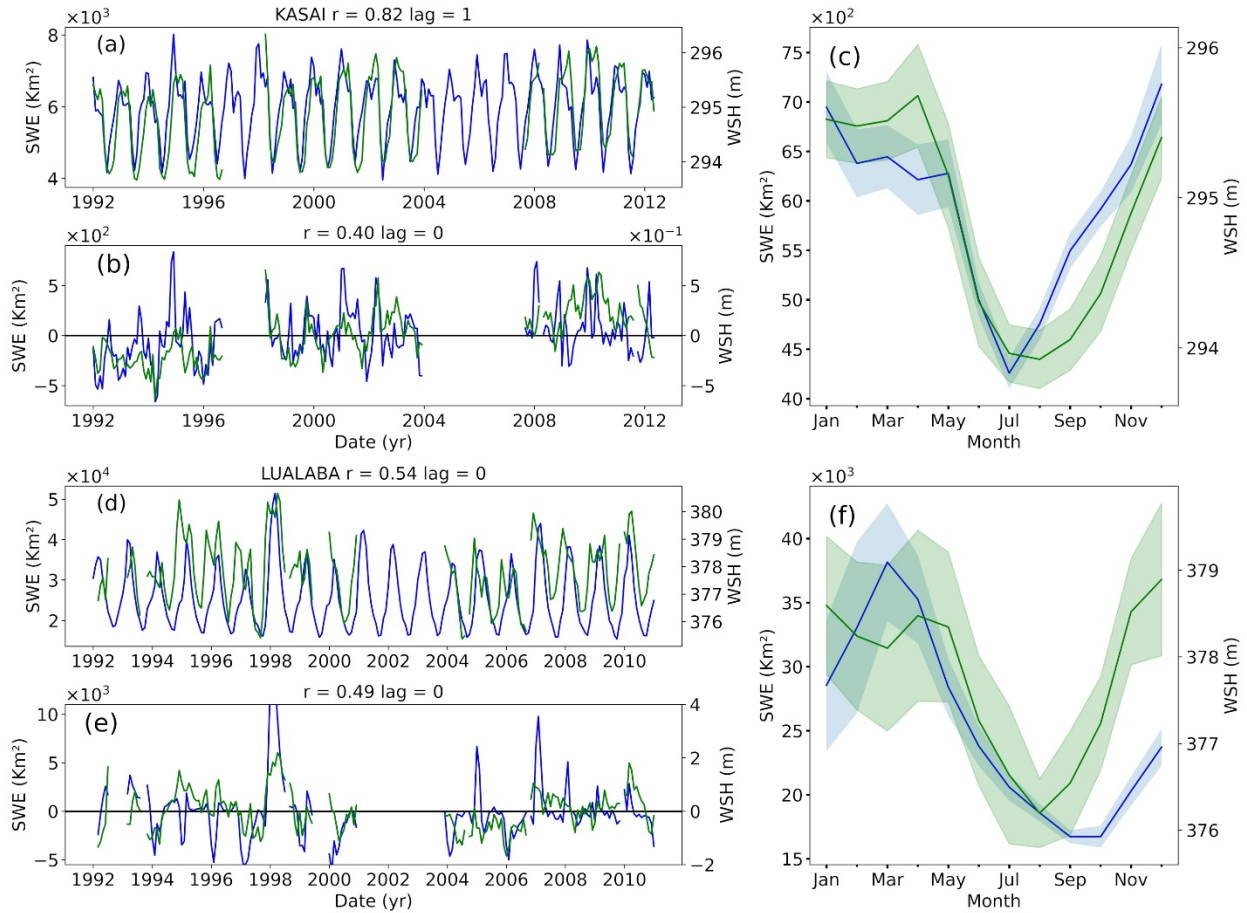 KASAI r = 0.82 lag = 1
×10³
(a)
8
6
4
SWE (Km²)
296
295
294
WSH (m)
1992 1996 2000 2004 2008 2012
r = 0.40 lag = 0
×10² ×10⁻¹
(b)
5
0
−5
SWE (Km²)
5
0
−5
WSH (m)
1992 1996 2000 2004 2008 2012
Date (yr)
×10²
(c)
75
70
65
60
55
50
45
40
SWE (Km²)
296
295
294
WSH (m)
Jan Mar May Jul Sep Nov
Month
LUALABA r = 0.54 lag = 0
×10⁴
(d)
5
4
3
2
SWE (Km²)
380
379
378
377
376
WSH (m)
1992 1994 1996 1998 2000 2002 2004 2006 2008 2010
r = 0.49 lag = 0
×10³
(e)
10
5
0
−5
SWE (Km²)
4
2
0
−2
WSH (m)
1992 1994 1996 1998 2000 2002 2004 2006 2008 2010
Date (yr)
×10³
(f)
40
35
30
25
20
15
SWE (Km²)
379
378
377
376
WSH (m)
Jan Mar May Jul Sep Nov
Month